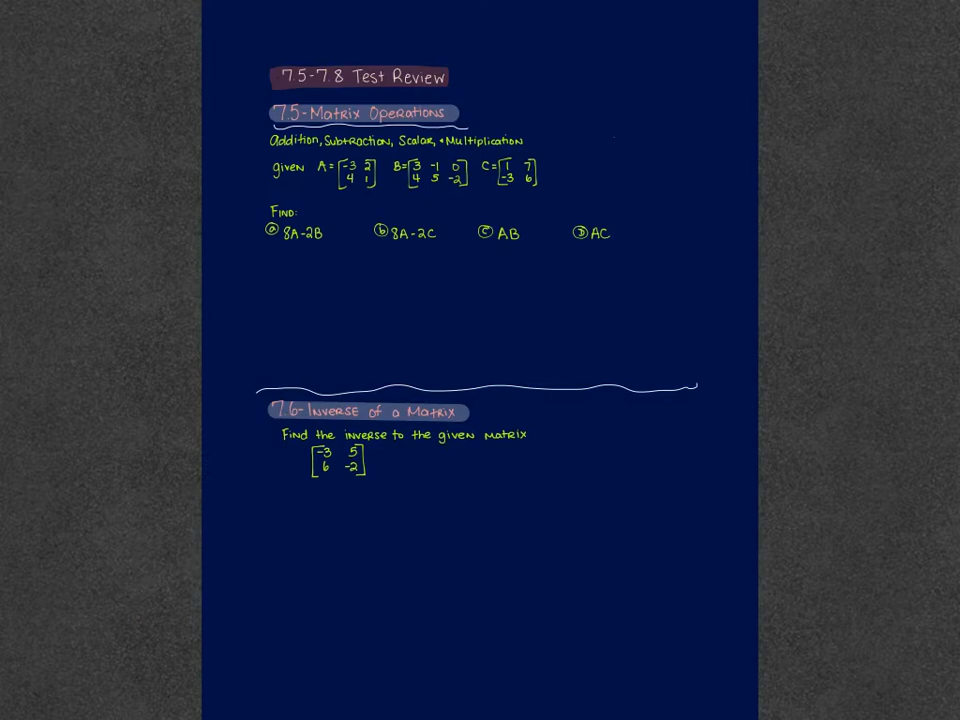 7.5-7.8 Test Review
7.5-Matrix Operations
Addition, Subtraction, Scalar, •Multiplication
given A=[-3 2 B=[3 -1 0] C=[1 7]
4 1] 4 5 -2] -3 6]
Find:
ⓐ 8A-2B ⓑ 8A-2C Ⓒ AB Ⓓ AC
7.6-Inverse of a Matrix
Find the inverse to the given matrix
[-3 5]
[6 -2]